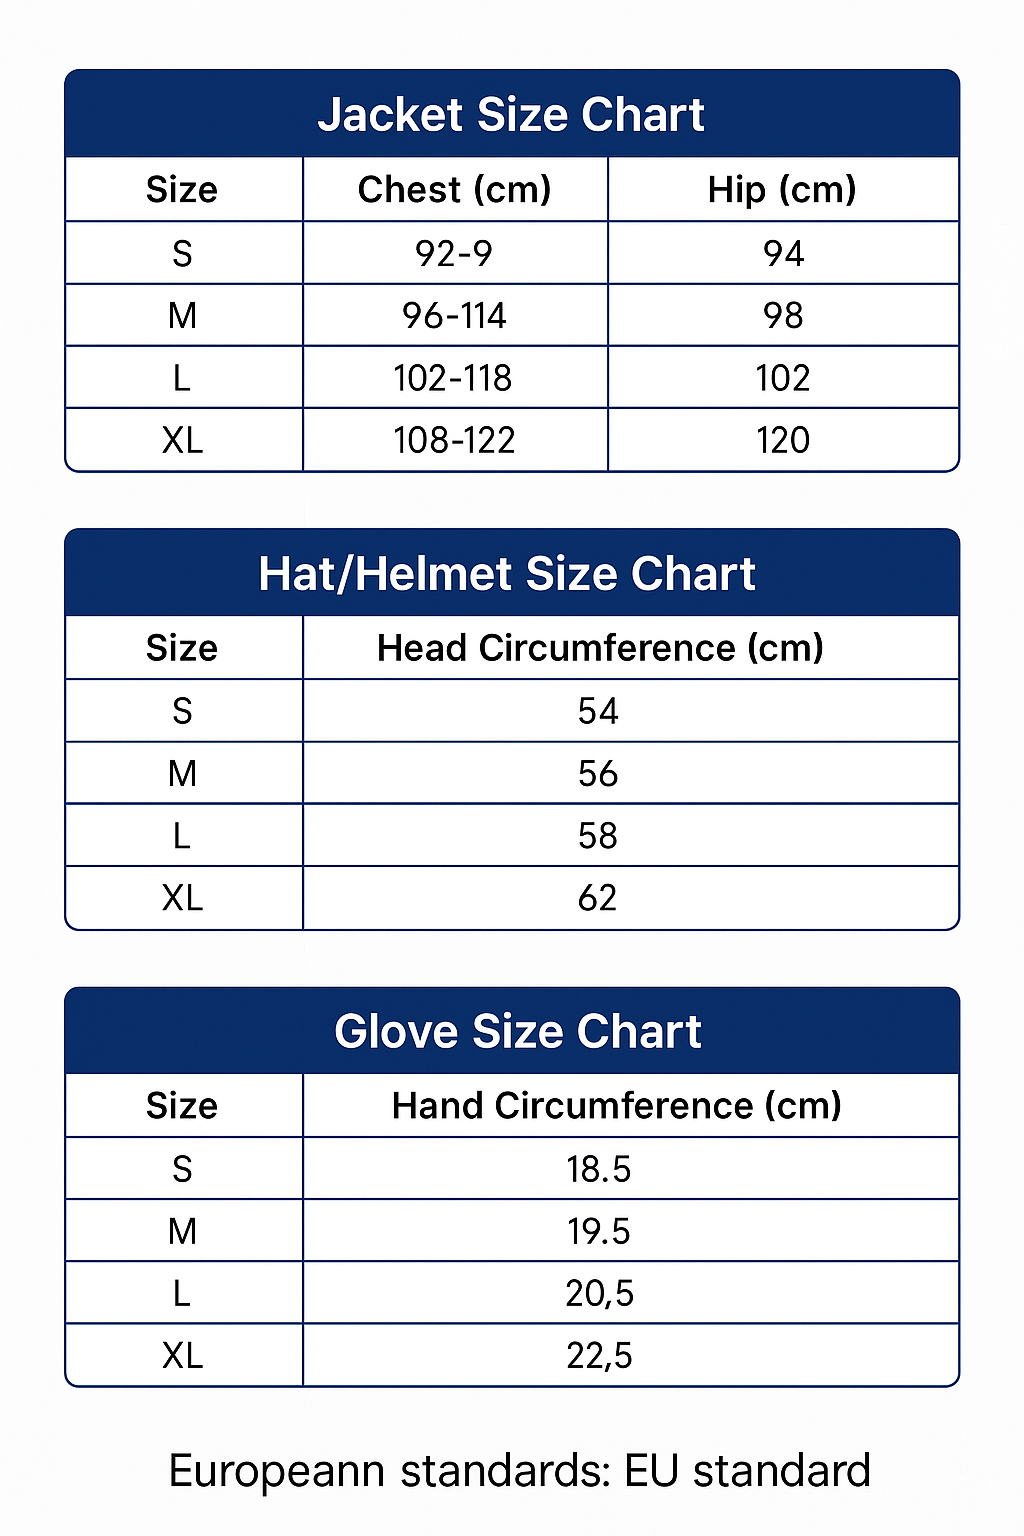 Jacket Size Chart
Size Chest (cm) Hip (cm)
S 92-9 94
M 96-114 98
L 102-118 102
XL 108-122 120
Hat/Helmet Size Chart
Size Head Circumference (cm)
S 54
M 56
L 58
XL 62
Glove Size Chart
Size Hand Circumference (cm)
S 18.5
M 19.5
L 20,5
XL 22,5
Europeann standards: EU standard